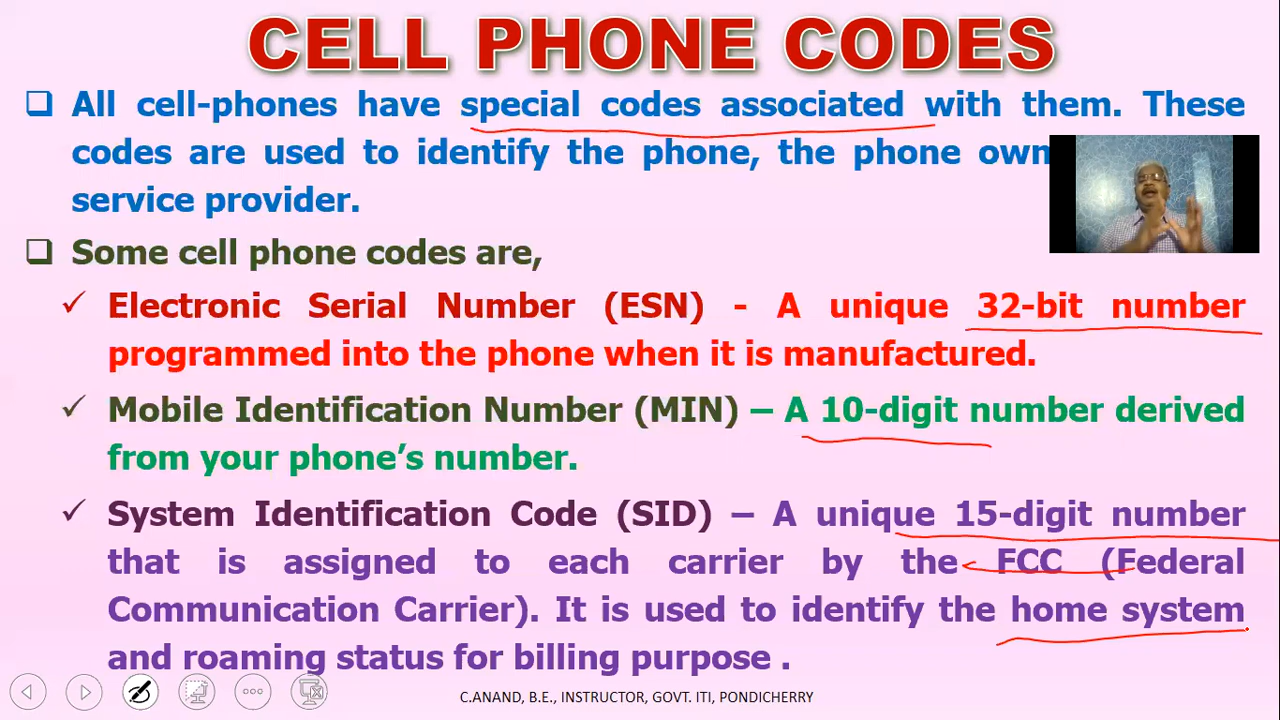 CELL PHONE CODES
❑ All cell-phones have special codes associated with them. These
codes are used to identify the phone, the phone own
service provider.
❑ Some cell phone codes are,
✓ Electronic Serial Number (ESN) - A unique 32-bit number
programmed into the phone when it is manufactured.
✓ Mobile Identification Number (MIN) – A 10-digit number derived
from your phone’s number.
✓ System Identification Code (SID) – A unique 15-digit number
that is assigned to each carrier by the FCC (Federal
Communication Carrier). It is used to identify the home system
and roaming status for billing purpose .
C.ANAND, B.E., INSTRUCTOR, GOVT. ITI, PONDICHERRY